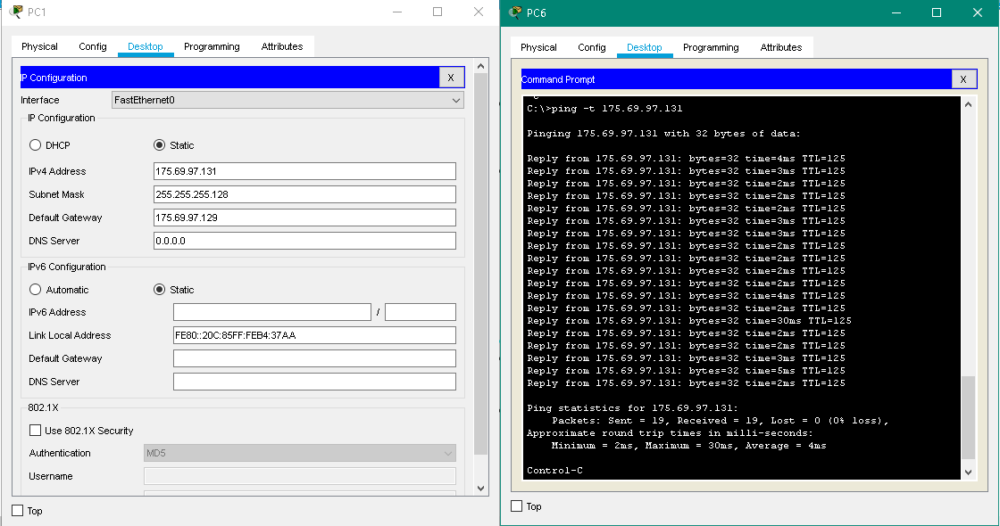 PC1
Physical Config Desktop Programming Attributes
IP Configuration X
Interface FastEthernet0
IP Configuration
DHCP Static
IPv4 Address 175.69.97.131
Subnet Mask 255.255.255.128
Default Gateway 175.69.97.129
DNS Server 0.0.0.0
IPv6 Configuration
Automatic Static
IPv6 Address /
Link Local Address FE80::20C:85FF:FEB4:37AA
Default Gateway
DNS Server
802.1X
Use 802.1X Security
Authentication MD5
Username
Top
PC6
Physical Config Desktop Programming Attributes
Command Prompt X
C:\>ping -t 175.69.97.131
Pinging 175.69.97.131 with 32 bytes of data:
Reply from 175.69.97.131: bytes=32 time=4ms TTL=125
Reply from 175.69.97.131: bytes=32 time=3ms TTL=125
Reply from 175.69.97.131: bytes=32 time=2ms TTL=125
Reply from 175.69.97.131: bytes=32 time=2ms TTL=125
Reply from 175.69.97.131: bytes=32 time=2ms TTL=125
Reply from 175.69.97.131: bytes=32 time=3ms TTL=125
Reply from 175.69.97.131: bytes=32 time=3ms TTL=125
Reply from 175.69.97.131: bytes=32 time=2ms TTL=125
Reply from 175.69.97.131: bytes=32 time=2ms TTL=125
Reply from 175.69.97.131: bytes=32 time=2ms TTL=125
Reply from 175.69.97.131: bytes=32 time=2ms TTL=125
Reply from 175.69.97.131: bytes=32 time=4ms TTL=125
Reply from 175.69.97.131: bytes=32 time=2ms TTL=125
Reply from 175.69.97.131: bytes=32 time=30ms TTL=125
Reply from 175.69.97.131: bytes=32 time=2ms TTL=125
Reply from 175.69.97.131: bytes=32 time=2ms TTL=125
Reply from 175.69.97.131: bytes=32 time=3ms TTL=125
Reply from 175.69.97.131: bytes=32 time=5ms TTL=125
Reply from 175.69.97.131: bytes=32 time=2ms TTL=125
Ping statistics for 175.69.97.131:
Packets: Sent = 19, Received = 19, Lost = 0 (0% loss),
Approximate round trip times in milli-seconds:
Minimum = 2ms, Maximum = 30ms, Average = 4ms
Control-C
Top